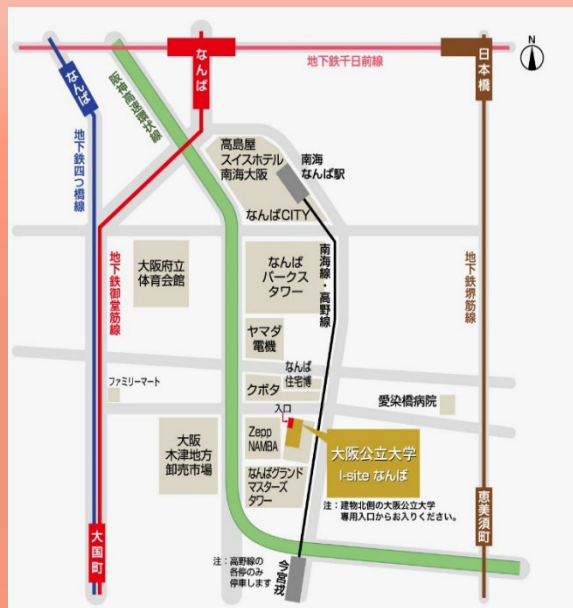 N
なんば
なんば
地下鉄千日前線
日本橋
阪神高速環状線
地下鉄四つ橋線
高島屋
スイスホテル
南海大阪
南海
なんば駅
なんばCITY
地下鉄御堂筋線
大阪府立
体育会館
なんば
パークス
タワー
南海線・高野線
地下鉄堺筋線
ヤマダ
電機
なんば
住宅博
ファミリーマート
クボタ
愛染橋病院
入口
大阪
木津地方
卸売市場
Zepp
NAMBA
大阪公立大学
I-site なんば
なんばグランド
マスターズ
タワー
注：建物北側の大阪公立大学
専用入口からお入りください。
大国町
恵美須町
注：高野線の
各停のみ
停車します
今宮戎